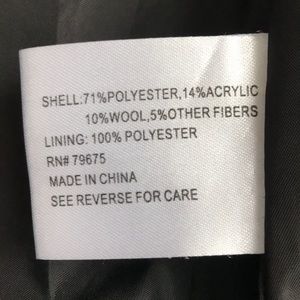 SHELL:71%POLYESTER,14%ACRYLIC
10%WOOL,5%OTHER FIBERS
LINING: 100% POLYESTER
RN# 79675
MADE IN CHINA
SEE REVERSE FOR CARE